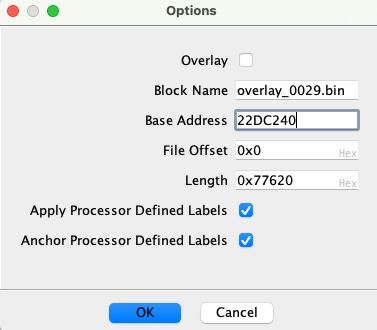 Options
Overlay
Block Name overlay_0029.bin
Base Address 22DC240
File Offset 0x0 Hex
Length 0x77620 Hex
Apply Processor Defined Labels
Anchor Processor Defined Labels
OK Cancel